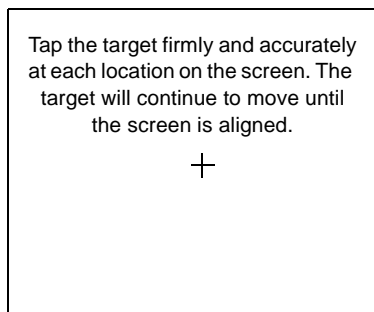 Tap the target firmly and accurately
at each location on the screen. The
target will continue to move until
the screen is aligned.